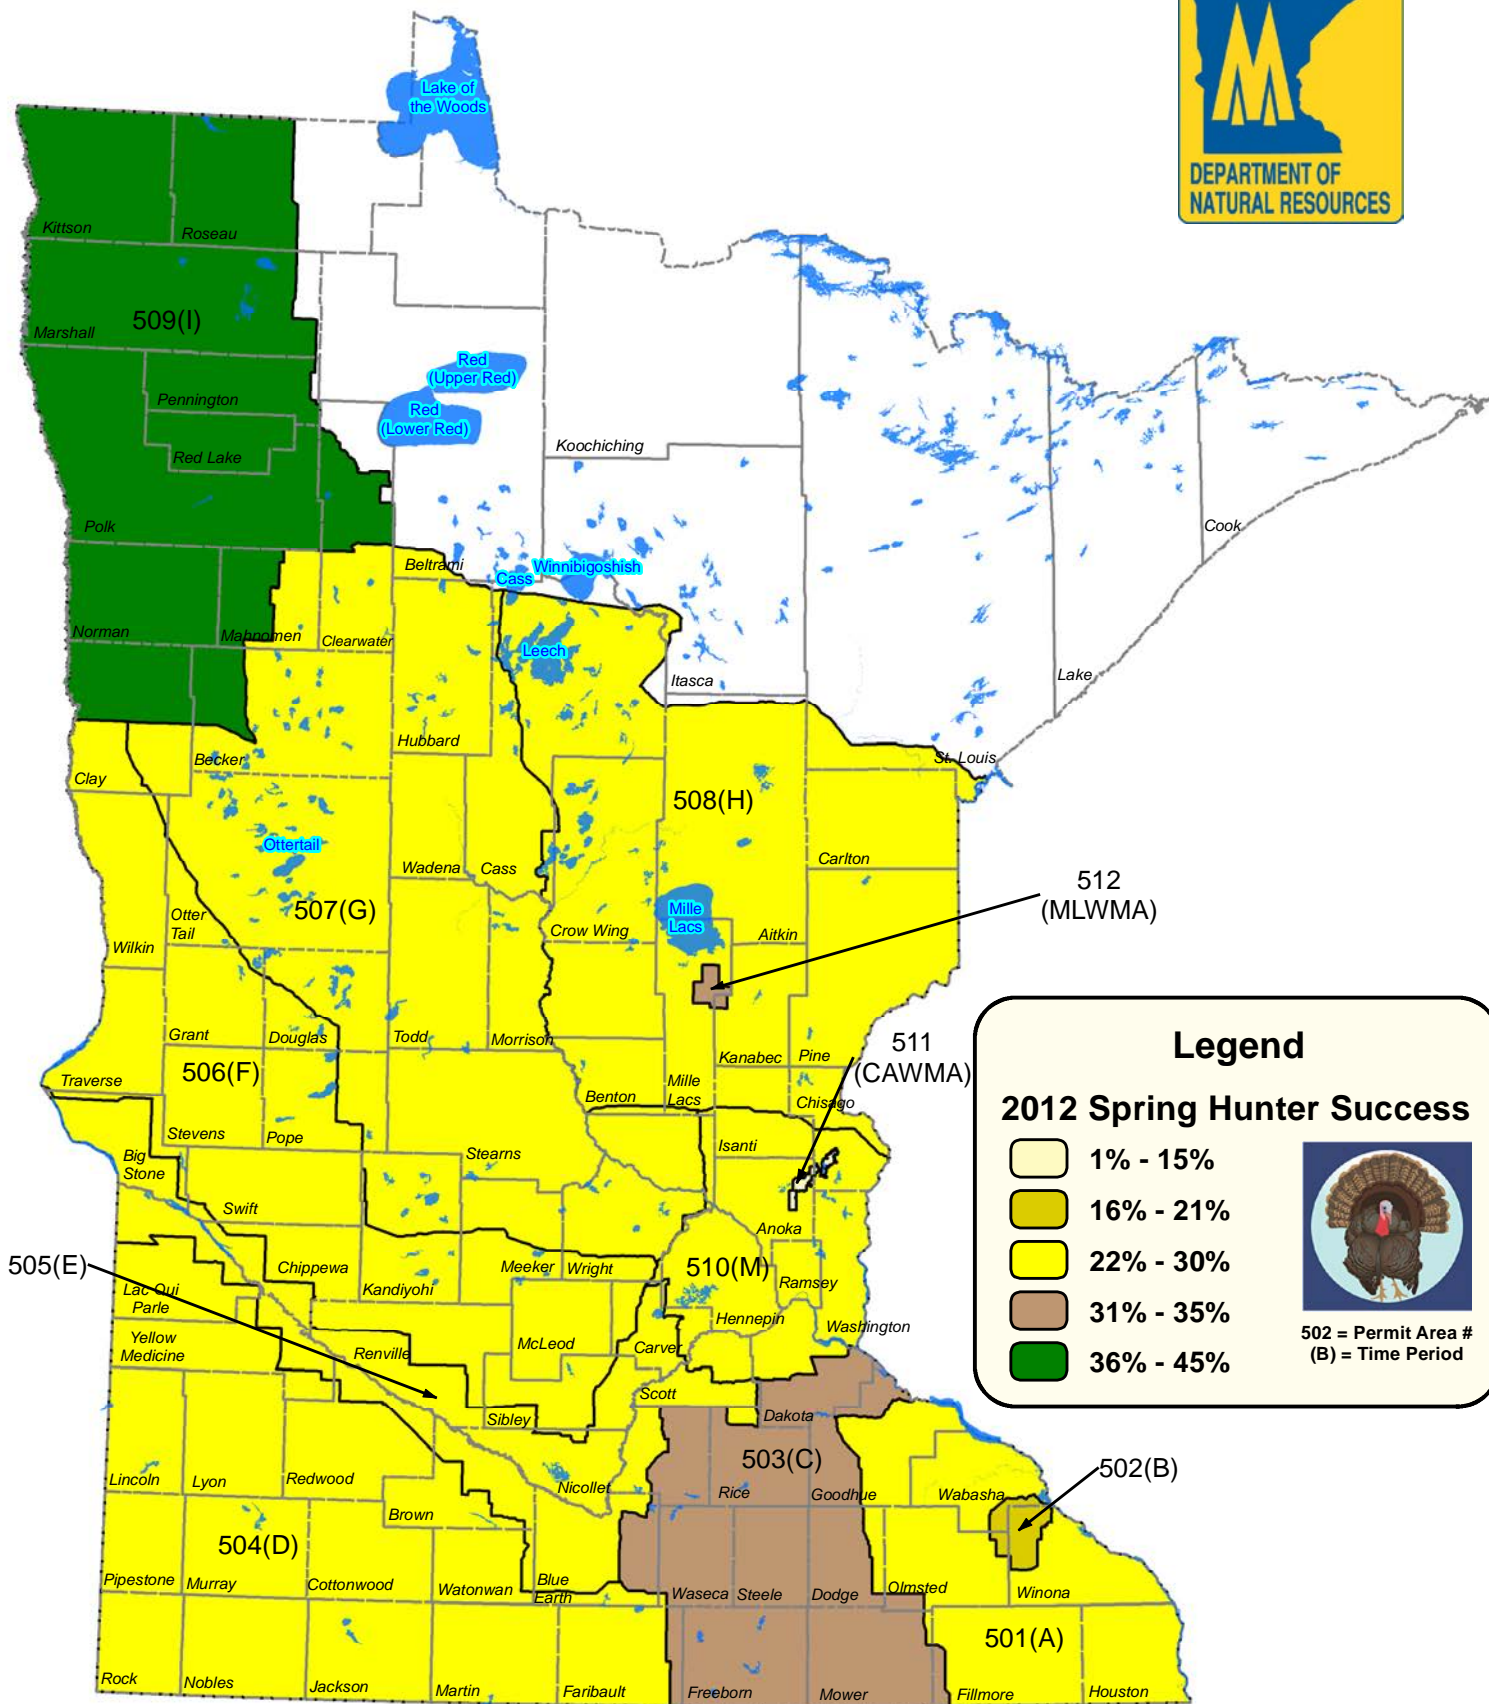 DEPARTMENT OF
NATURAL RESOURCES
Lake of
the Woods
Kittson
Roseau
509(I)
Marshall
Red
(Upper Red)
Pennington
Red
(Lower Red)
Koochiching
Red Lake
Polk
Cook
Beltrami
Cass
Winnibigoshish
Norman
Mahnomen
Clearwater
Leech
Itasca
Lake
Hubbard
Becker
St. Louis
Clay
508(H)
Ottertail
Wadena
Cass
Carlton
512
(MLWMA)
507(G)
Otter
Tail
Mille
Lacs
Wilkin
Crow Wing
Aitkin
Grant
Douglas
Todd
Morrison
511
(CAWMA)
Kanabec
Pine
506(F)
Traverse
Benton
Mille
Lacs
Chisago
Stevens
Pope
Isanti
Big
Stone
Stearns
Swift
Anoka
505(E)
Chippewa
Kandiyohi
Meeker
Wright
510(M)
Ramsey
Lac Qui
Parle
Hennepin
Washington
Yellow
Medicine
Renville
McLeod
Carver
Scott
Sibley
Dakota
503(C)
Lincoln
Lyon
Redwood
Nicollet
Rice
Goodhue
Wabasha
502(B)
Brown
504(D)
Pipestone
Murray
Cottonwood
Watonwan
Blue
Earth
Waseca
Steele
Dodge
Olmsted
Winona
501(A)
Rock
Nobles
Jackson
Martin
Faribault
Freeborn
Mower
Fillmore
Houston
Legend
2012 Spring Hunter Success
1% - 15%
16% - 21%
22% - 30%
31% - 35%
36% - 45%
502 = Permit Area #
(B) = Time Period